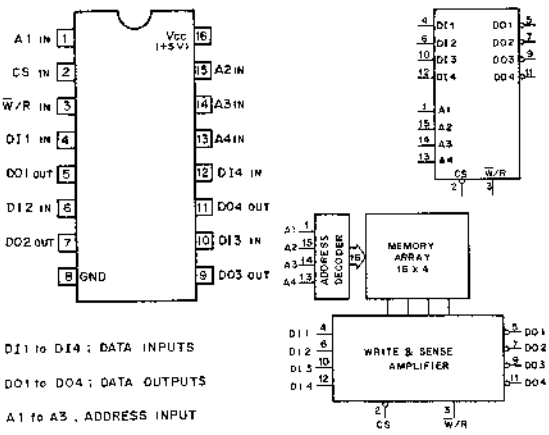 A1 IN 1
CS IN 2
W̅/R IN 3
DI1 IN 4
DO1 OUT 5
DI2 IN 6
DO2 OUT 7
8 GND
Vcc 16
(+5V)
15 A2 IN
14 A3 IN
13 A4 IN
12 DI4 IN
11 DO4 OUT
10 DI3 IN
9 DO3 OUT
4 DI1 DO1 5
6 DI2 DO2 7
10 DI3 DO3 9
12 DI4 DO4 11
1 A1
15 A2
14 A3
13 A4
CS W̅/R
2 3
A1 1
A2 15
A3 14
A4 13
ADDRESS
DECODER
16
MEMORY
ARRAY
16 x 4
DI1 4
DI2 6
DI3 10
DI4 12
WRITE & SENSE
AMPLIFIER
5 DO1
7 DO2
9 DO3
11 DO4
2 3
CS W̅/R
DI1 to DI4 ; DATA INPUTS
DO1 to DO4 ; DATA OUTPUTS
A1 to A3 , ADDRESS INPUT